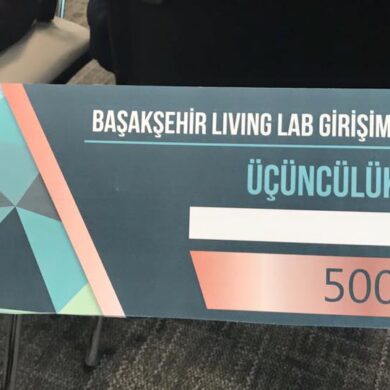 BAŞAKŞEHİR LIVING LAB GİRİŞİM
ÜÇÜNCÜLÜK
500